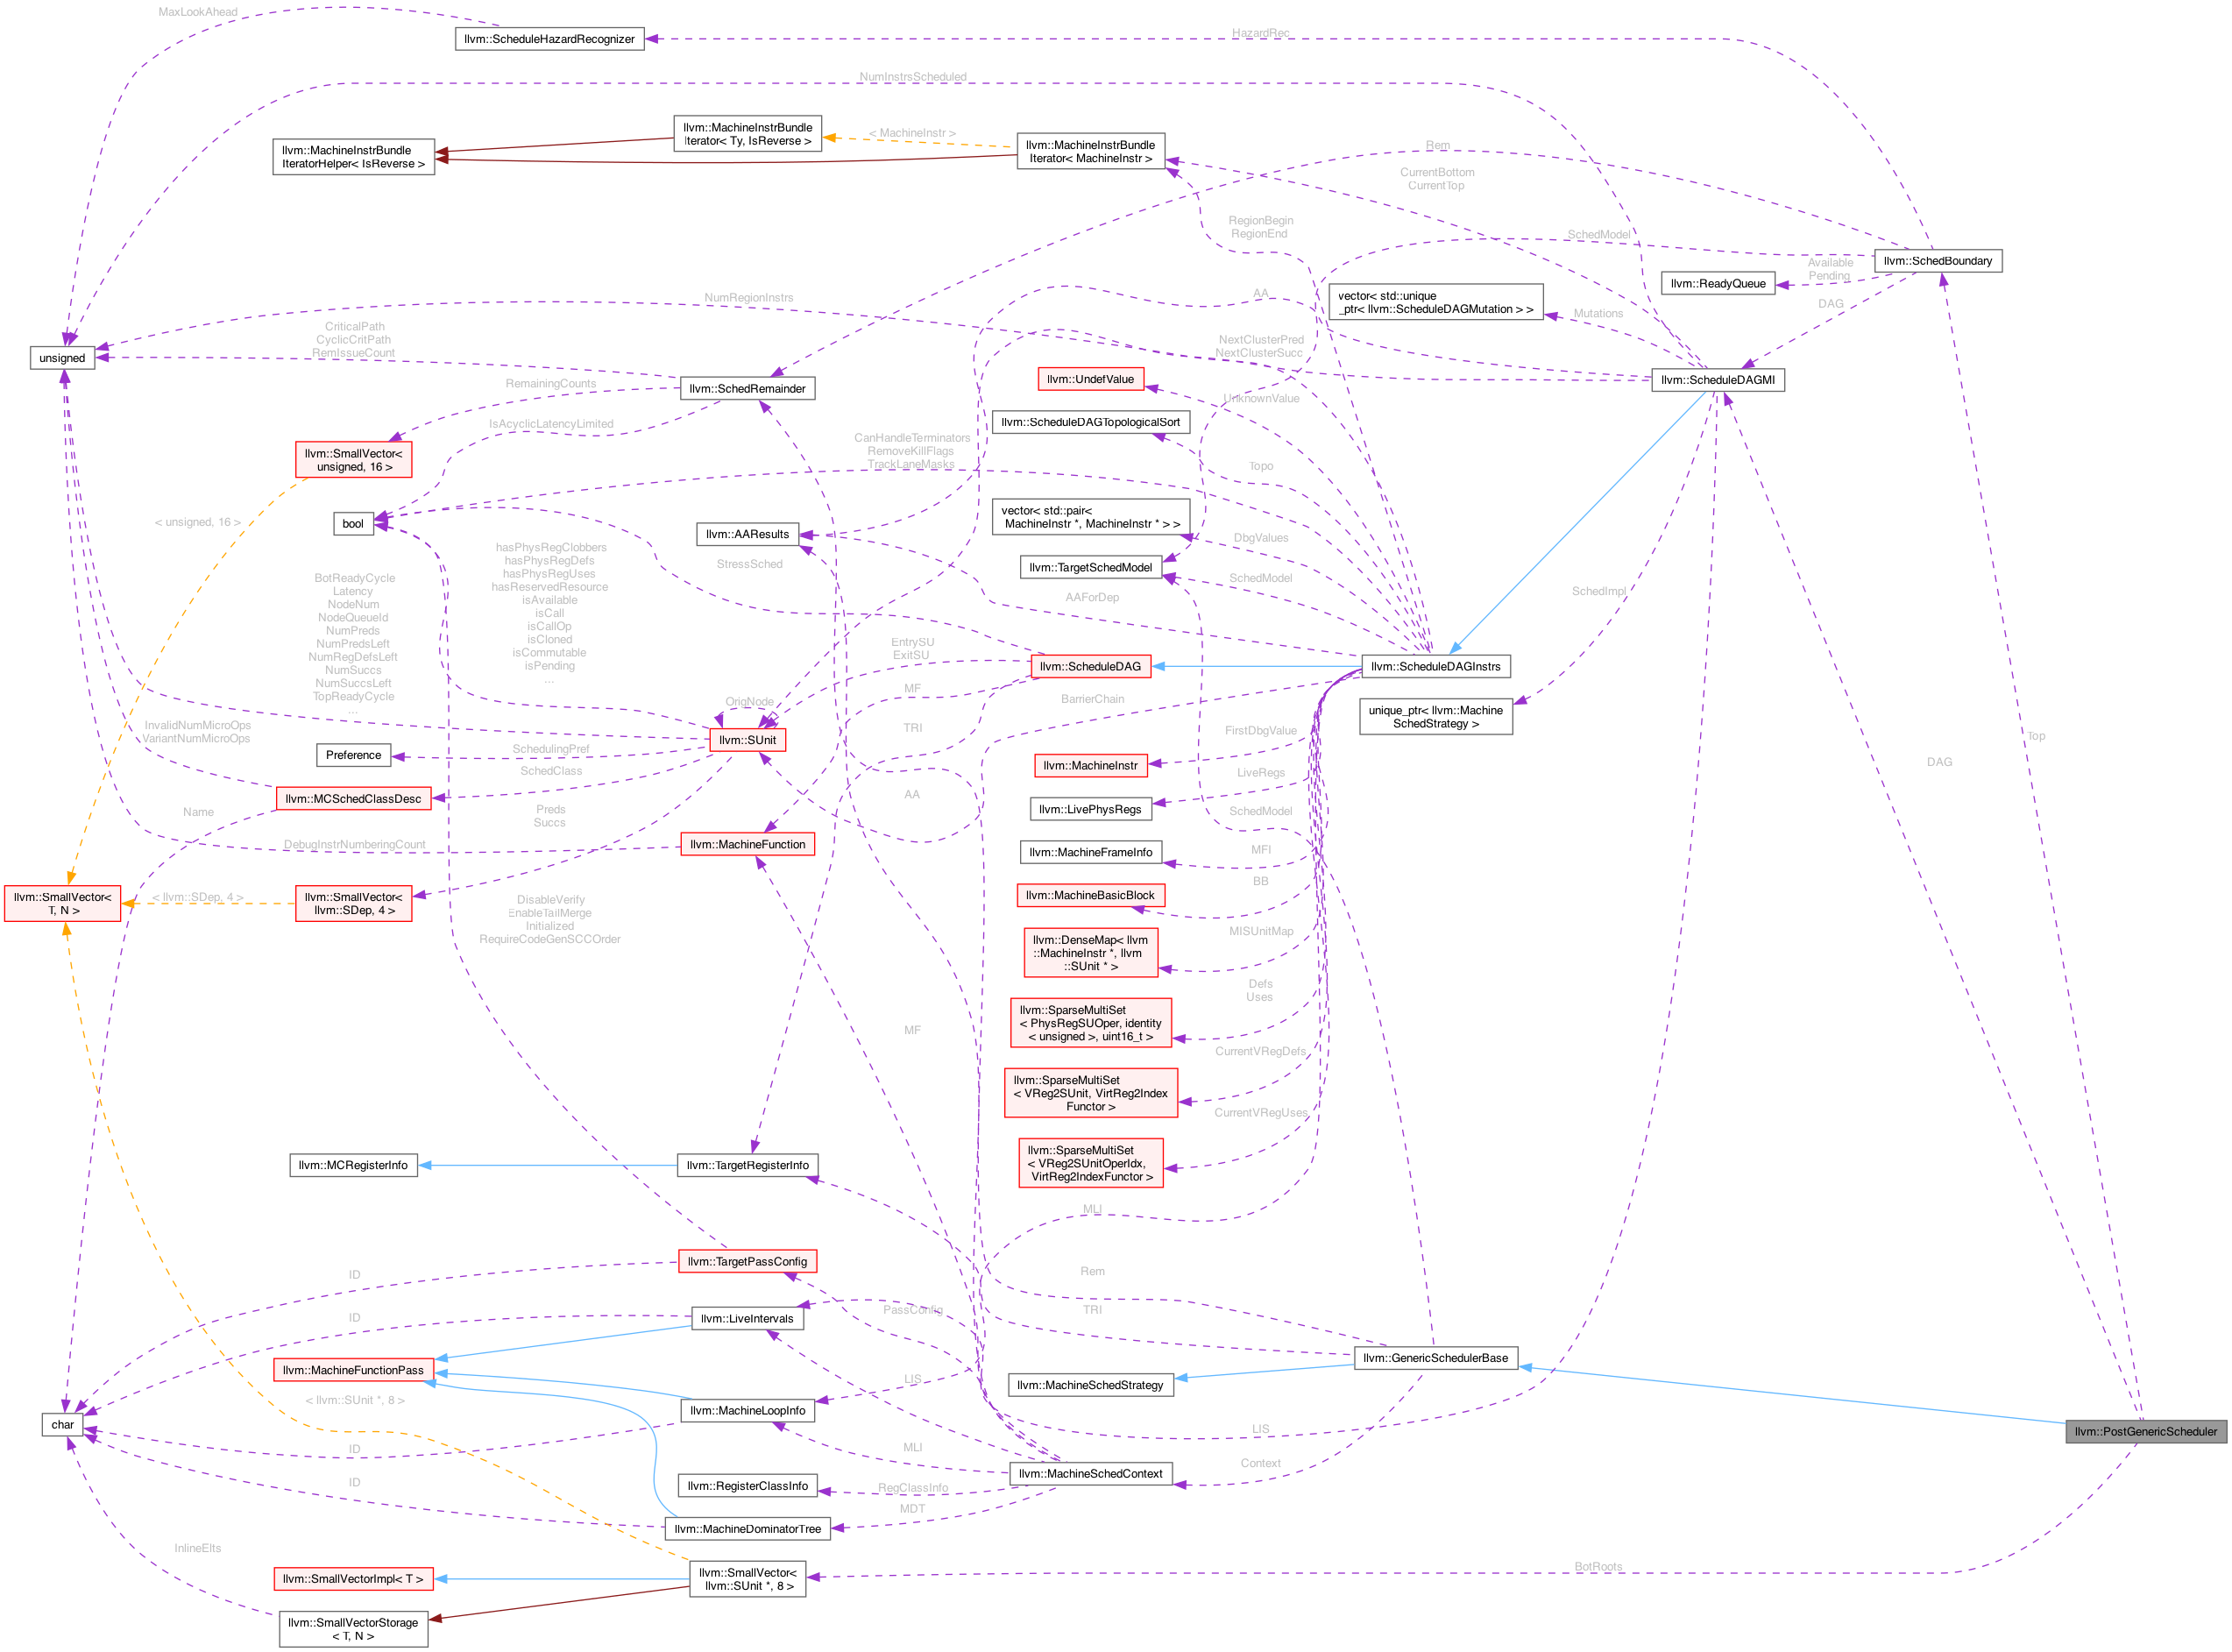 MaxLookAhead
llvm::ScheduleHazardRecognizer
HazardRec
NumInstrsScheduled
llvm::MachineInstrBundle
Iterator< Ty, IsReverse >
< MachineInstr >
llvm::MachineInstrBundle
IteratorHelper< IsReverse >
llvm::MachineInstrBundle
Iterator< MachineInstr >
Rem
CurrentBottom
CurrentTop
RegionBegin
RegionEnd
SchedModel
llvm::SchedBoundary
Available
Pending
llvm::ReadyQueue
vector< std::unique
_ptr< llvm::ScheduleDAGMutation > >
Mutations
DAG
NumRegionInstrs
AA
CriticalPath
CyclicCritPath
RemIssueCount
unsigned
NextClusterPred
NextClusterSucc
llvm::UndefValue
llvm::ScheduleDAGMI
RemainingCounts
llvm::SchedRemainder
UnknownValue
IsAcyclicLatencyLimited
llvm::ScheduleDAGTopologicalSort
llvm::SmallVector<
unsigned, 16 >
CanHandleTerminators
RemoveKillFlags
TrackLaneMasks
Topo
< unsigned, 16 >
bool
llvm::AAResults
vector< std::pair<
MachineInstr *, MachineInstr * > >
DbgValues
StressSched
llvm::TargetSchedModel
SchedModel
AAForDep
SchedImpl
hasPhysRegClobbers
hasPhysRegDefs
hasPhysRegUses
hasReservedResource
isAvailable
isCall
isCallOp
isCloned
isCommutable
isPending
...
BotReadyCycle
Latency
NodeNum
NodeQueueId
NumPreds
NumPredsLeft
NumRegDefsLeft
NumSuccs
NumSuccsLeft
TopReadyCycle
...
EntrySU
ExitSU
llvm::ScheduleDAG
llvm::ScheduleDAGInstrs
MF
OrigNode
BarrierChain
unique_ptr< llvm::Machine
SchedStrategy >
InvalidNumMicroOps
VariantNumMicroOps
llvm::SUnit
TRI
FirstDbgValue
Top
Preference
SchedulingPref
SchedClass
llvm::MachineInstr
LiveRegs
DAG
llvm::MCSchedClassDesc
AA
llvm::LivePhysRegs
Name
Preds
Succs
SchedModel
DebugInstrNumberingCount
llvm::MachineFunction
llvm::MachineFrameInfo
MFI
llvm::SmallVector<
T, N >
< llvm::SDep, 4 >
llvm::SmallVector<
llvm::SDep, 4 >
BB
llvm::MachineBasicBlock
DisableVerify
EnableTailMerge
Initialized
RequireCodeGenSCCOrder
llvm::DenseMap< llvm
::MachineInstr *, llvm
::SUnit * >
MISUnitMap
Defs
Uses
llvm::SparseMultiSet
< PhysRegSUOper, identity
< unsigned >, uint16_t >
MF
CurrentVRegDefs
llvm::SparseMultiSet
< VReg2SUnit, VirtReg2Index
Functor >
CurrentVRegUses
llvm::SparseMultiSet
< VReg2SUnitOperIdx,
VirtReg2IndexFunctor >
llvm::MCRegisterInfo
llvm::TargetRegisterInfo
MLI
llvm::TargetPassConfig
ID
Rem
PassConfig
TRI
ID
llvm::LiveIntervals
llvm::MachineFunctionPass
llvm::GenericSchedulerBase
LIS
llvm::MachineSchedStrategy
< llvm::SUnit *, 8 >
llvm::MachineLoopInfo
char
LIS
llvm::PostGenericScheduler
ID
MLI
Context
llvm::MachineSchedContext
ID
llvm::RegisterClassInfo
RegClassInfo
MDT
llvm::MachineDominatorTree
InlineElts
BotRoots
llvm::SmallVectorImpl< T >
llvm::SmallVector<
llvm::SUnit *, 8 >
llvm::SmallVectorStorage
< T, N >